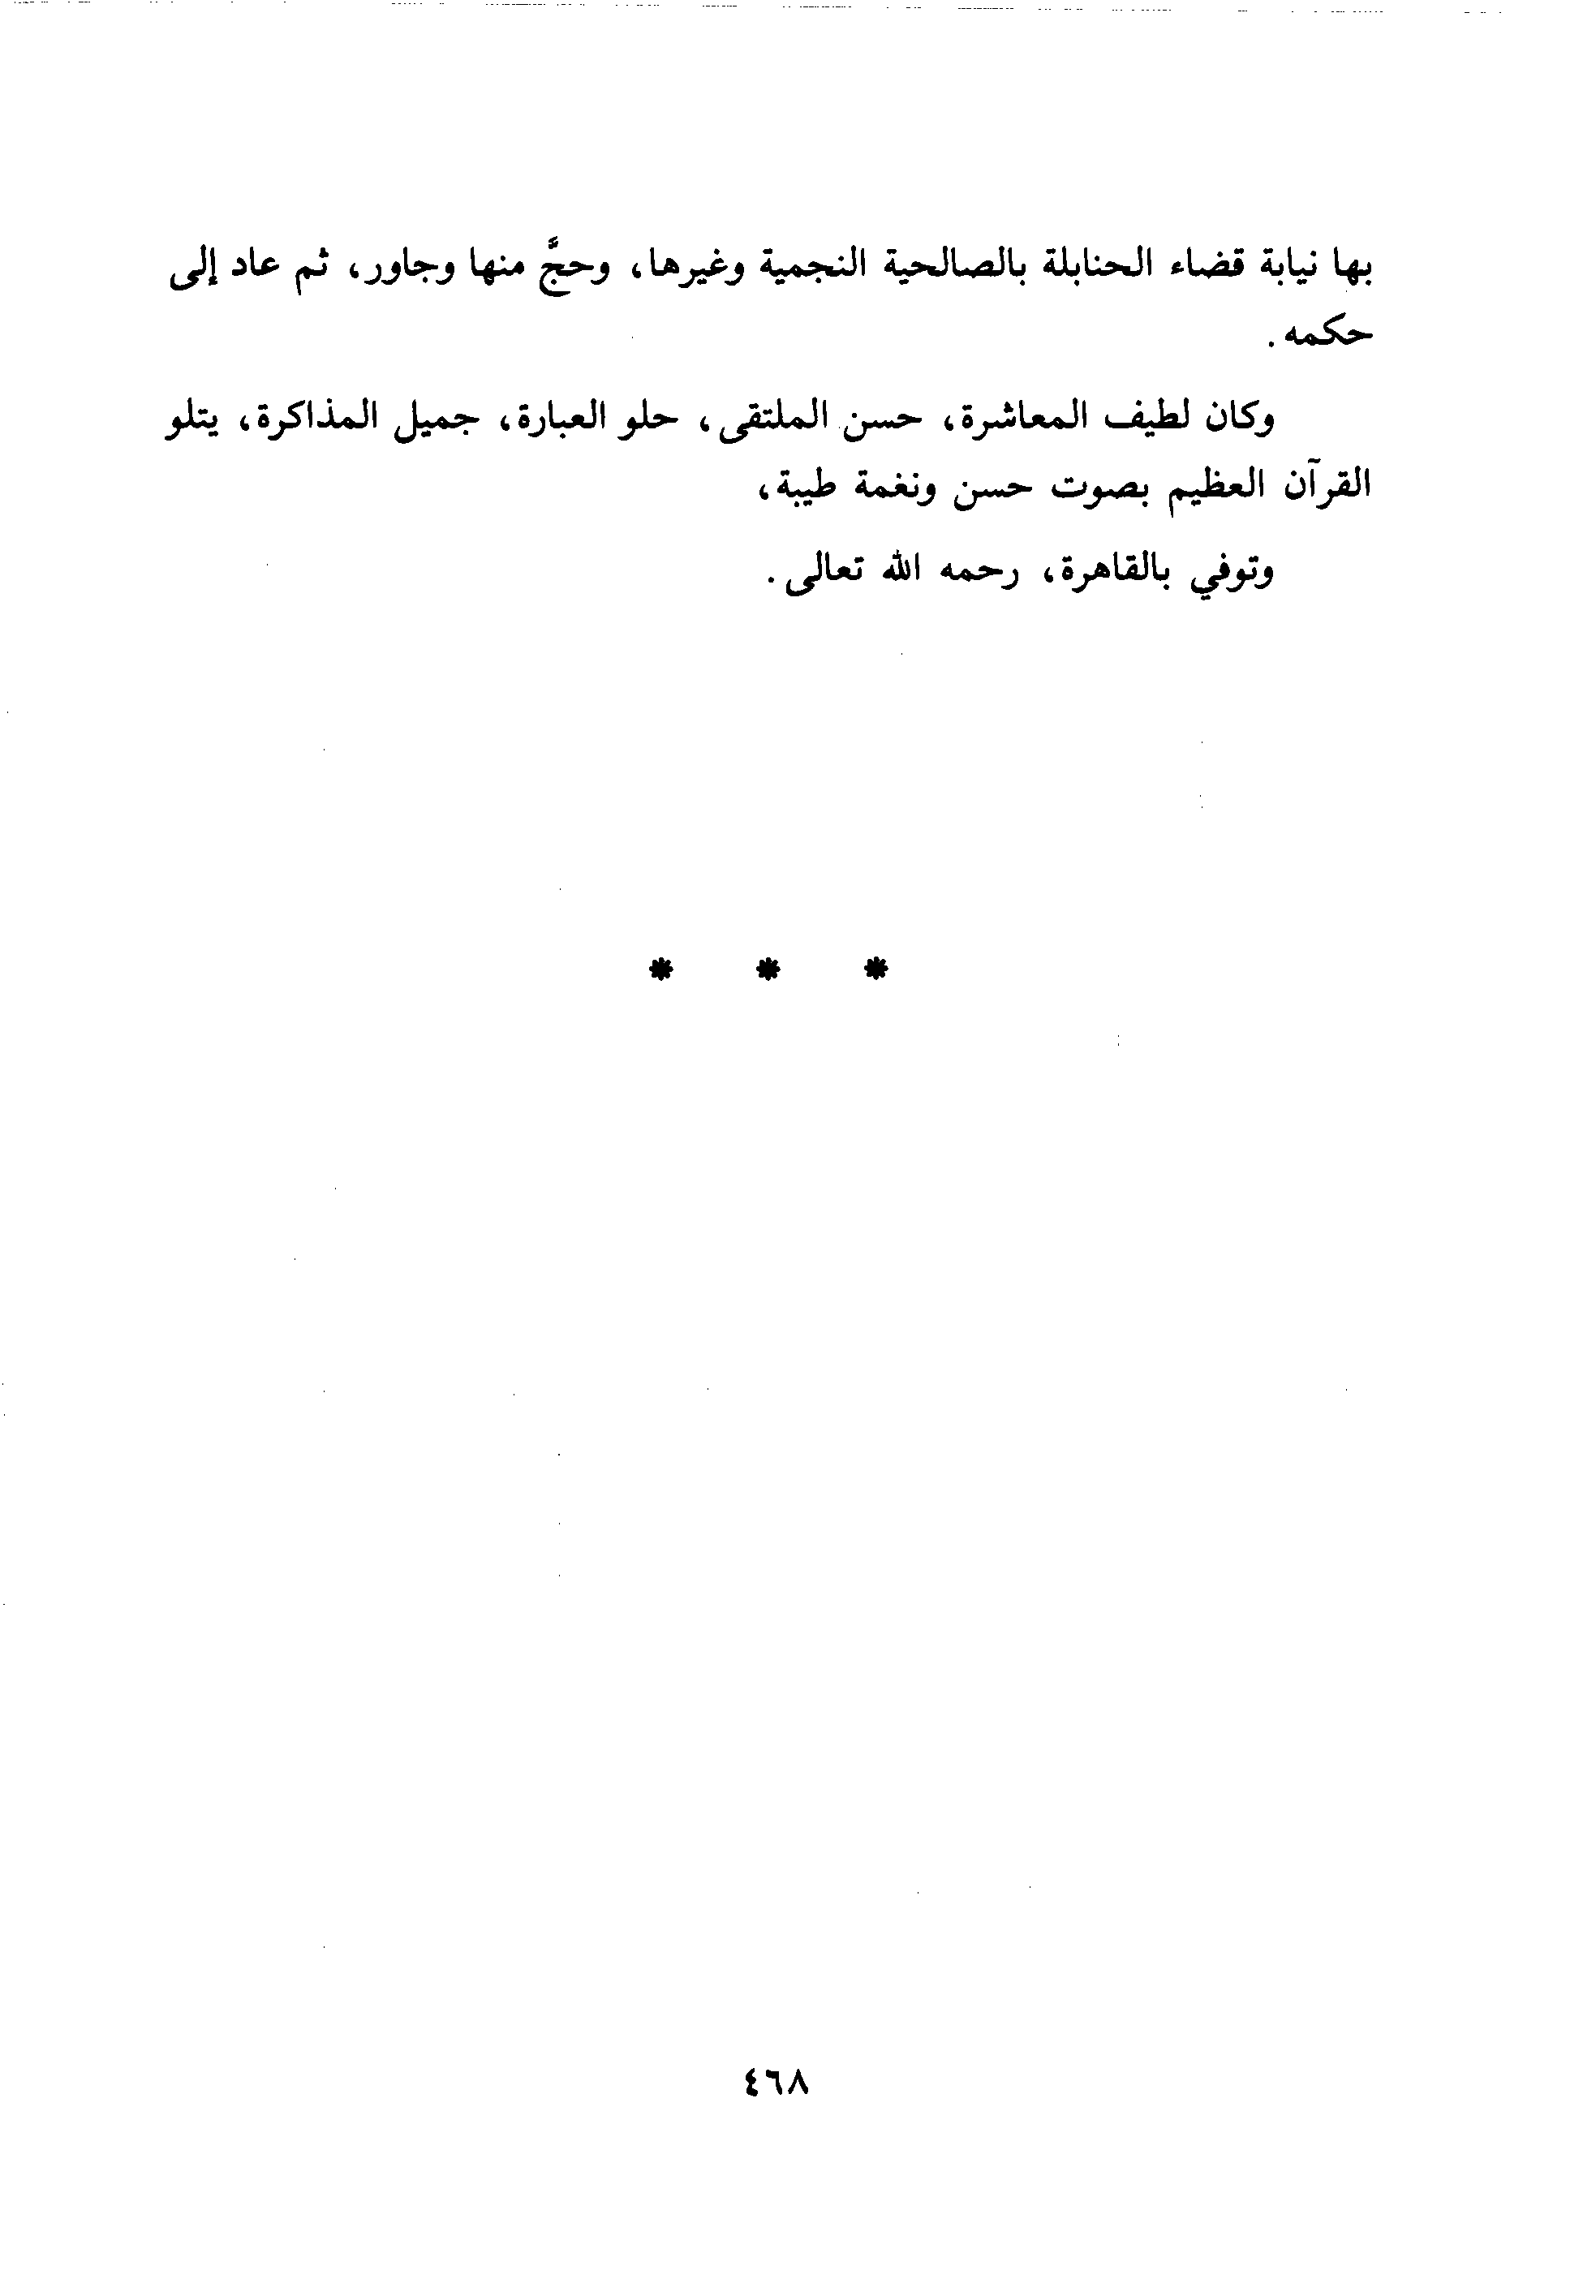 بها نيابة قضاء الحنابلة بالصالحية النجمية وغيرها، وحجَّ منها وجاور، ثم عاد إلى
حكمه.
وكان لطيف المعاشرة، حسن الملتقى، حلو العبارة، جميل المذاكرة، يتلو
القرآن العظيم بصوت حسن ونغمة طيبة،
وتوفي بالقاهرة، رحمه الله تعالى.
* * *
٤٦٨